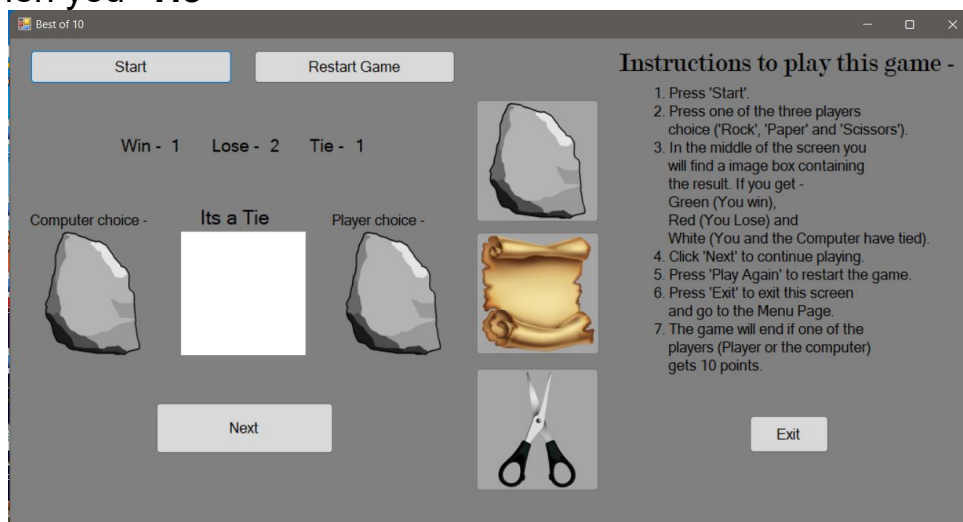 you Tie
Best of 10
Start
Restart Game
Win - 1 Lose - 2 Tie - 1
Computer choice -
Its a Tie
Player choice -
Next
Instructions to play this game -
1. Press 'Start'.
2. Press one of the three players
choice ('Rock', 'Paper' and 'Scissors').
3. In the middle of the screen you
will find a image box containing
the result. If you get -
Green (You win),
Red (You Lose) and
White (You and the Computer have tied).
4. Click 'Next' to continue playing.
5. Press 'Play Again' to restart the game.
6. Press 'Exit' to exit this screen
and go to the Menu Page.
7. The game will end if one of the
players (Player or the computer)
gets 10 points.
Exit